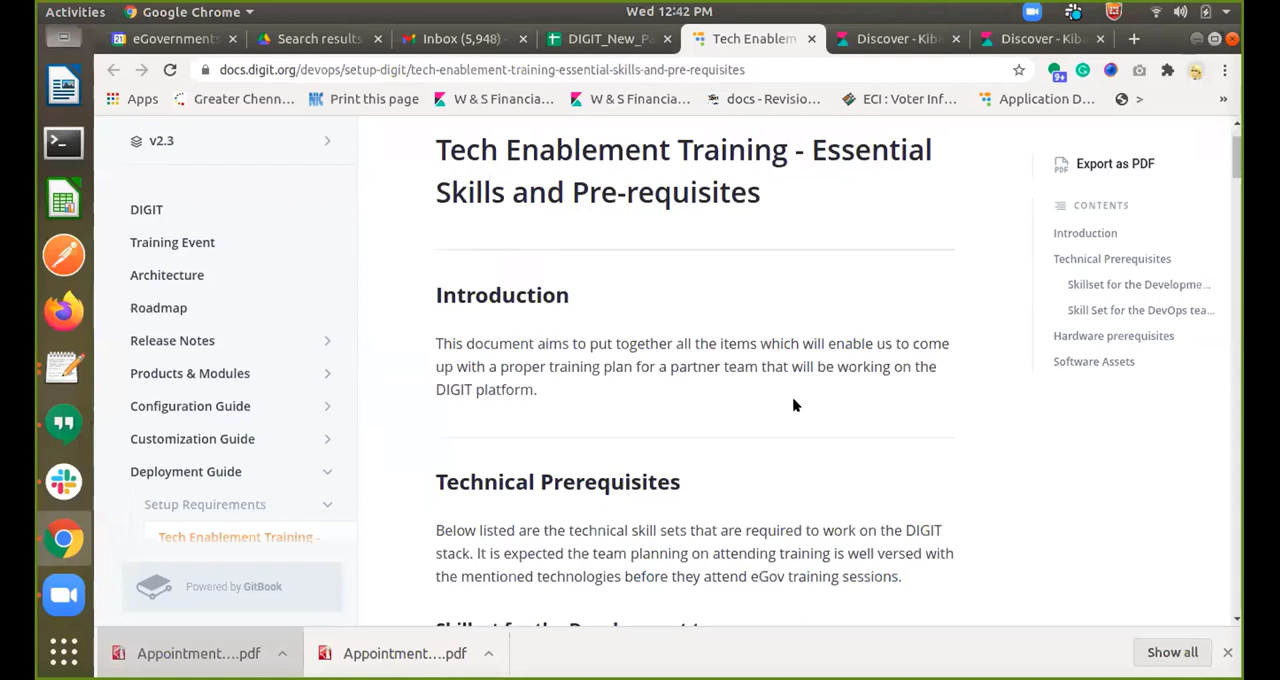 Activities Google Chrome Wed 12:42 PM
eGovernments Search results Inbox (5,948) - DIGIT_New_Pa Tech Enablem Discover - Kiba Discover - Kiba
docs.digit.org/devops/setup-digit/tech-enablement-training-essential-skills-and-pre-requisites 9+
Apps Greater Chenn... Print this page W & S Financia... W & S Financia... docs - Revisio... ECI : Voter Inf... Application D... > »
v2.3
DIGIT
Training Event
Architecture
Roadmap
Release Notes
Products & Modules
Configuration Guide
Customization Guide
Deployment Guide
Setup Requirements
Tech Enablement Training -
Powered by GitBook
Tech Enablement Training - Essential
Skills and Pre-requisites
Introduction
This document aims to put together all the items which will enable us to come
up with a proper training plan for a partner team that will be working on the
DIGIT platform.
Technical Prerequisites
Below listed are the technical skill sets that are required to work on the DIGIT
stack. It is expected the team planning on attending training is well versed with
the mentioned technologies before they attend eGov training sessions.
Export as PDF
CONTENTS
Introduction
Technical Prerequisites
Skillset for the Developme...
Skill Set for the DevOps tea...
Hardware prerequisites
Software Assets
Appointment....pdf Appointment....pdf Show all